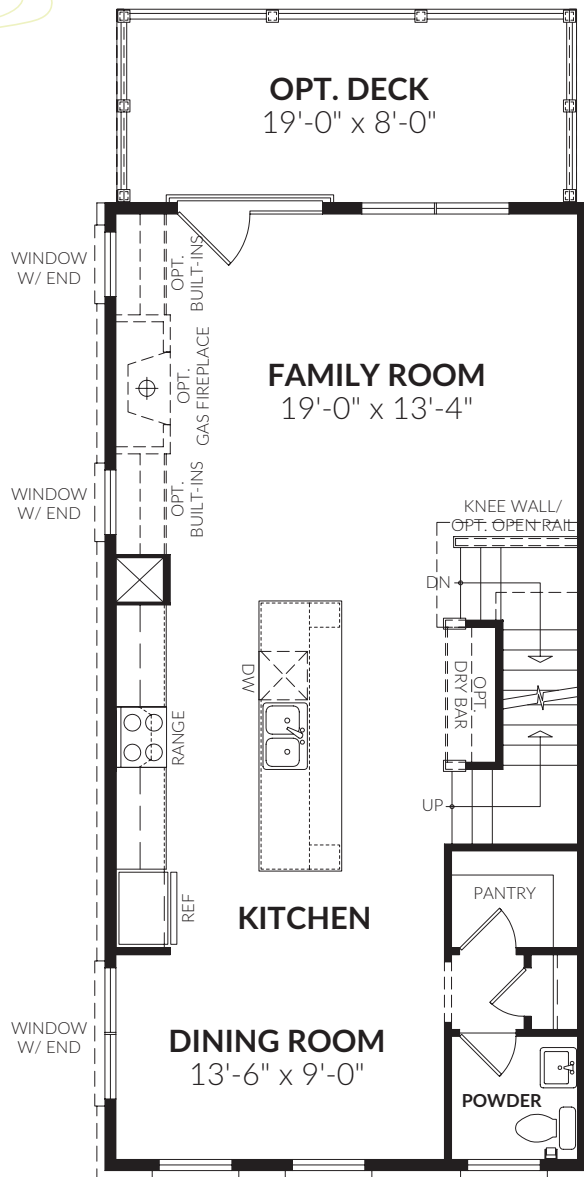 OPT. DECK
19'-0" x 8'-0"
WINDOW
W/ END
OPT.
BUILT-INS
OPT.
GAS FIREPLACE
FAMILY ROOM
19'-0" x 13'-4"
WINDOW
W/ END
OPT.
BUILT-INS
KNEE WALL/
OPT. OPEN RAIL
DN
DW
OPT.
DRY BAR
RANGE
UP
REF
PANTRY
KITCHEN
WINDOW
W/ END
DINING ROOM
13'-6" x 9'-0"
POWDER